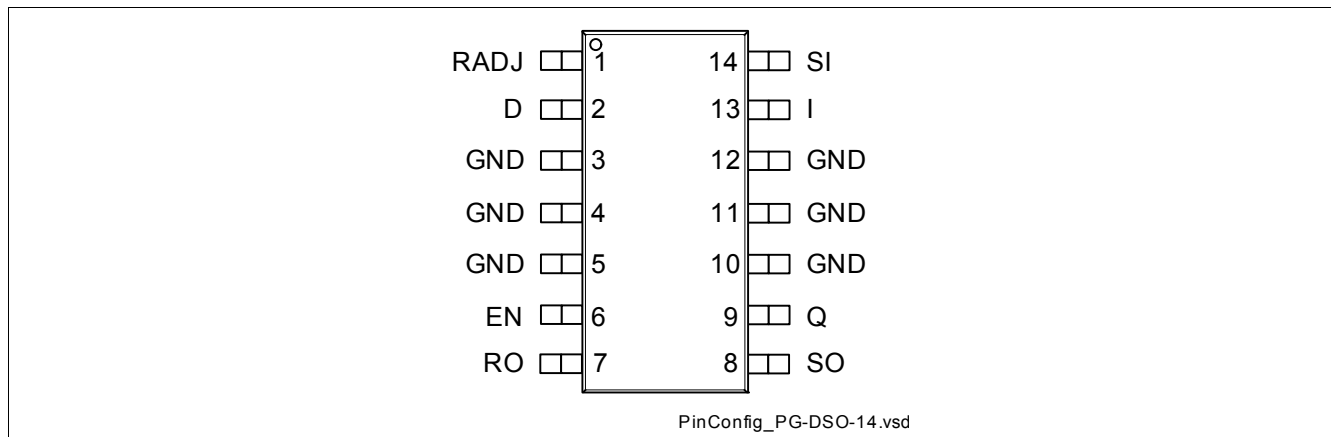 RADJ 1 14 SI
D 2 13 I
GND 3 12 GND
GND 4 11 GND
GND 5 10 GND
EN 6 9 Q
RO 7 8 SO
PinConfig_PG-DSO-14.vsd